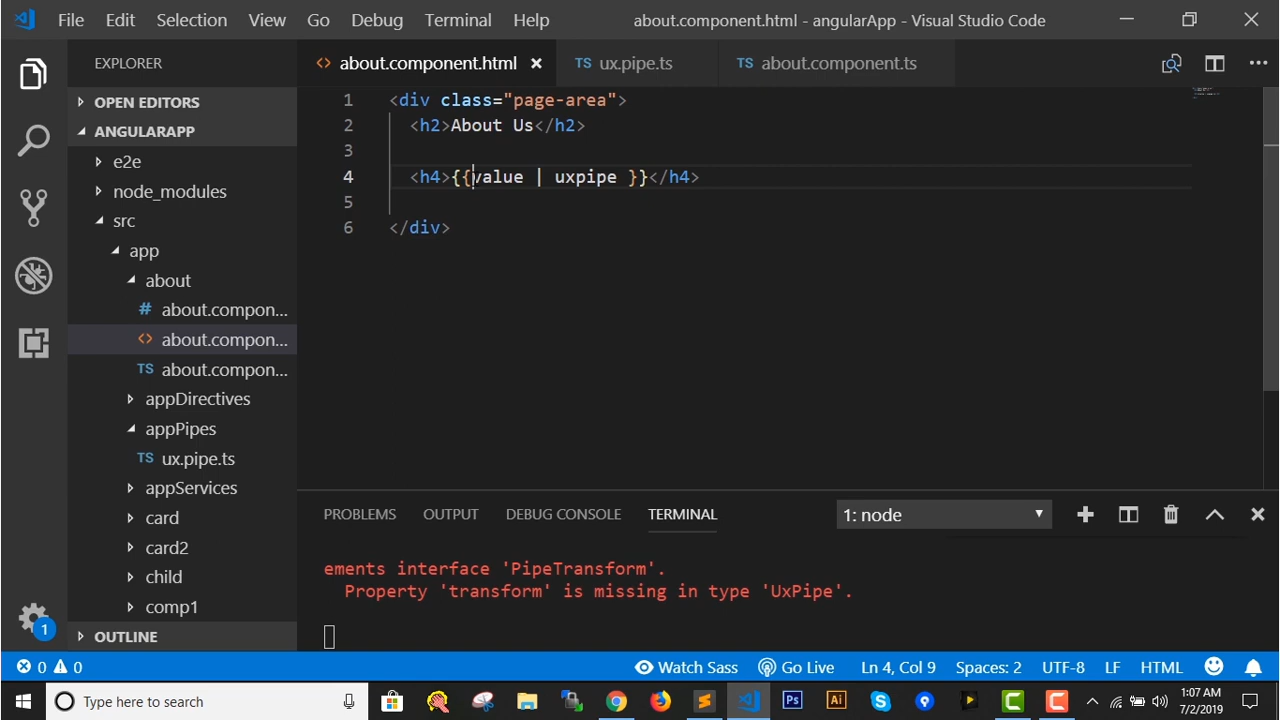 File Edit Selection View Go Debug Terminal Help about.component.html - angularApp - Visual Studio Code
EXPLORER
OPEN EDITORS
ANGULARAPP
e2e
node_modules
src
app
about
about.compon...
about.compon...
about.compon...
appDirectives
appPipes
ux.pipe.ts
appServices
card
card2
child
comp1
OUTLINE
about.component.html ux.pipe.ts about.component.ts
1 <div class="page-area">
2 <h2>About Us</h2>
3
4 <h4>{{value | uxpipe }}</h4>
5
6 </div>
PROBLEMS OUTPUT DEBUG CONSOLE TERMINAL 1: node
ements interface 'PipeTransform'.
Property 'transform' is missing in type 'UxPipe'.
1
0 0 Watch Sass Go Live Ln 4, Col 9 Spaces: 2 UTF-8 LF HTML
Type here to search
Ps Ai
1:07 AM
7/2/2019